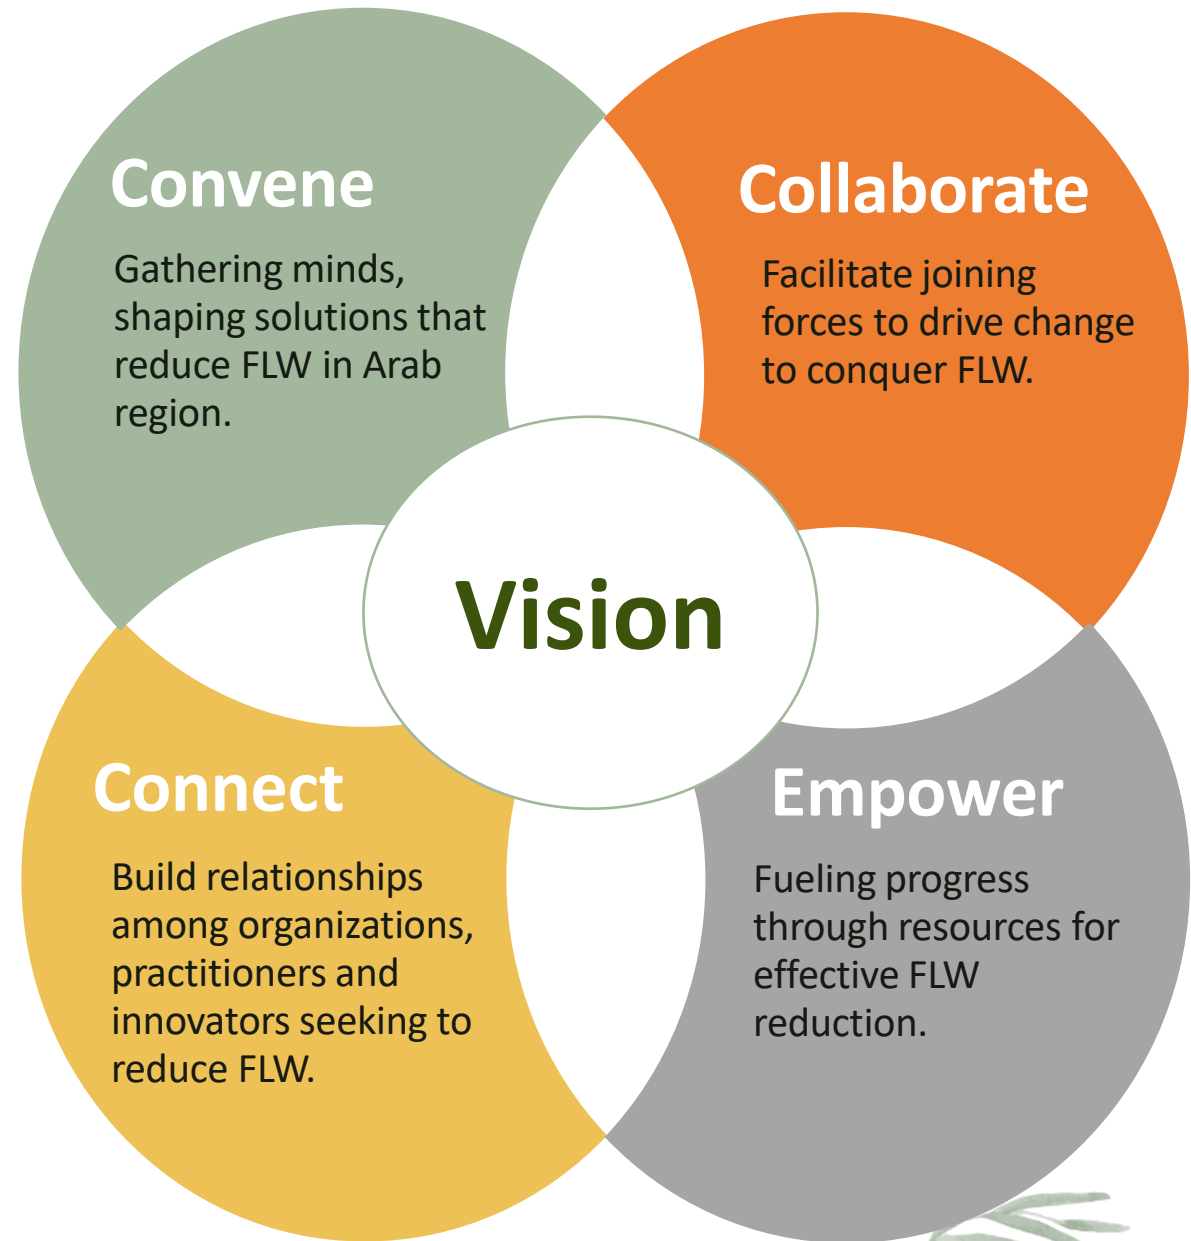 Convene
Gathering minds,
shaping solutions that
reduce FLW in Arab
region.
Collaborate
Facilitate joining
forces to drive change
to conquer FLW.
Vision
Connect
Build relationships
among organizations,
practitioners and
innovators seeking to
reduce FLW.
Empower
Fueling progress
through resources for
effective FLW
reduction.